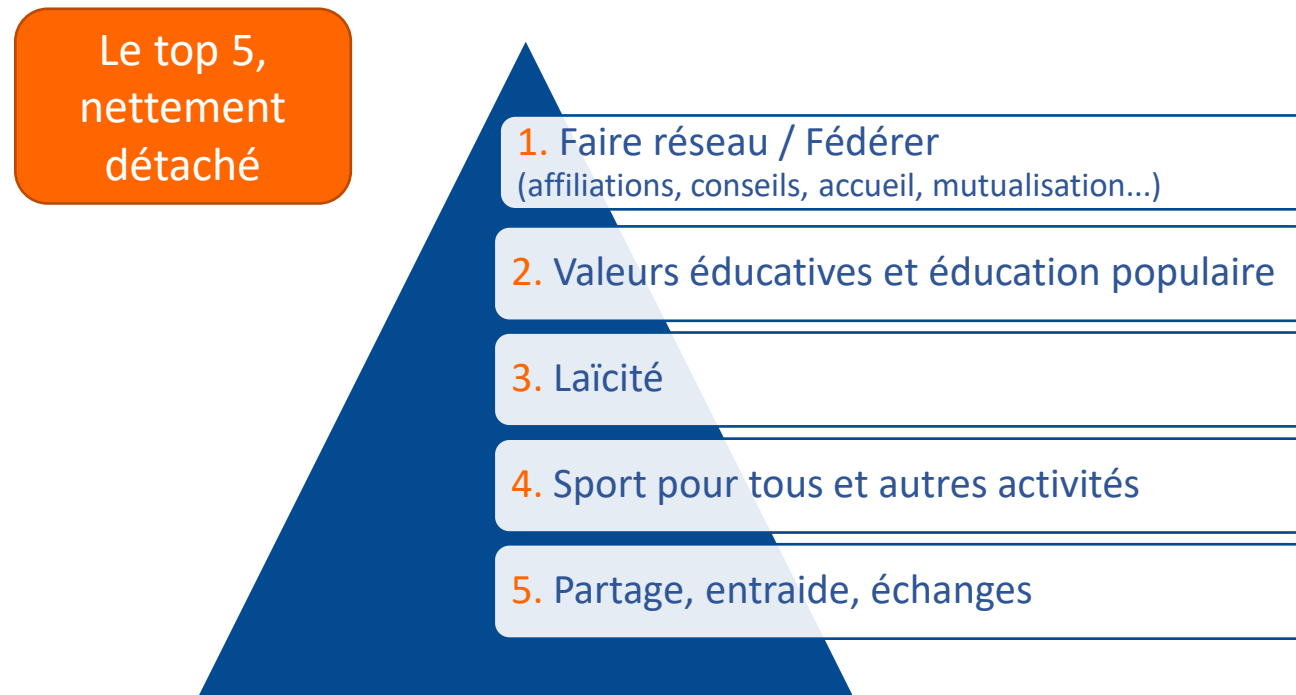 Le top 5,
nettement
détaché
1. Faire réseau / Fédérer
(affiliations, conseils, accueil, mutualisation...)
2. Valeurs éducatives et éducation populaire
3. Laïcité
4. Sport pour tous et autres activités
5. Partage, entraide, échanges